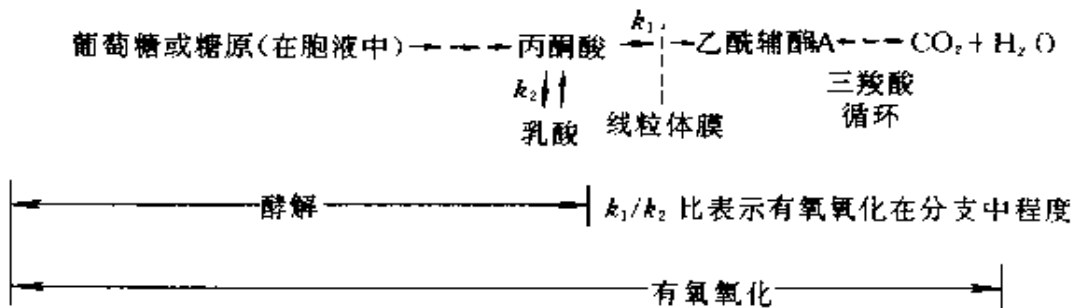 k₁
葡萄糖或糖原(在胞液中) 丙酮酸 乙酰辅酶A CO₂ + H₂O
k₂ 三羧酸
乳酸 线粒体膜 循环
酵解 k₁/k₂ 比表示有氧氧化在分支中程度
有氧氧化